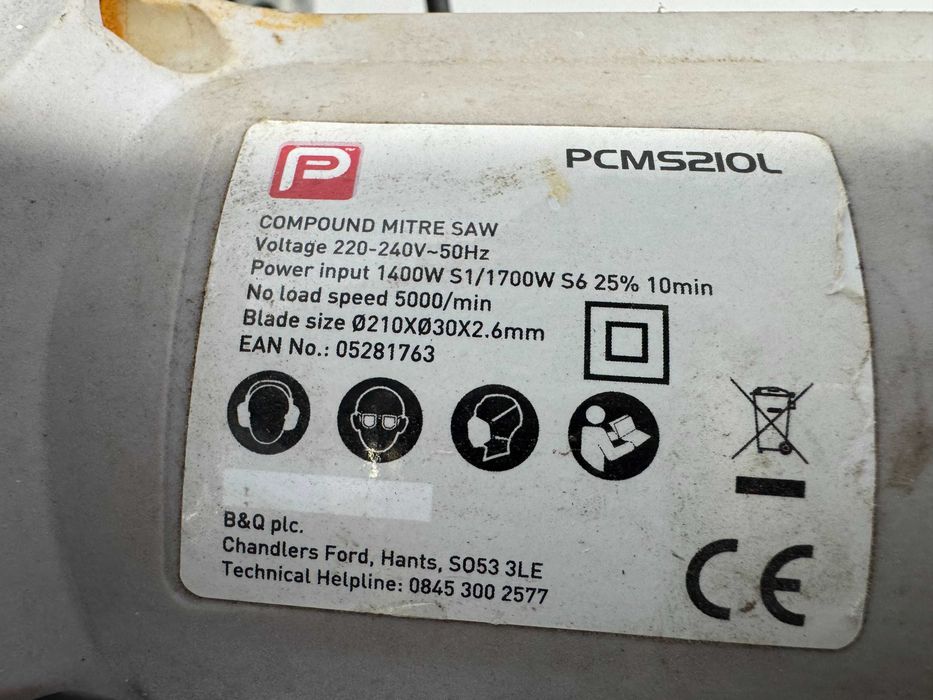 P
PCMS210L
COMPOUND MITRE SAW
Voltage 220-240V~50Hz
Power input 1400W S1/1700W S6 25% 10min
No load speed 5000/min
Blade size Ø210XØ30X2.6mm
EAN No.: 05281763
B&Q plc.
Chandlers Ford, Hants, SO53 3LE
Technical Helpline: 0845 300 2577
CE